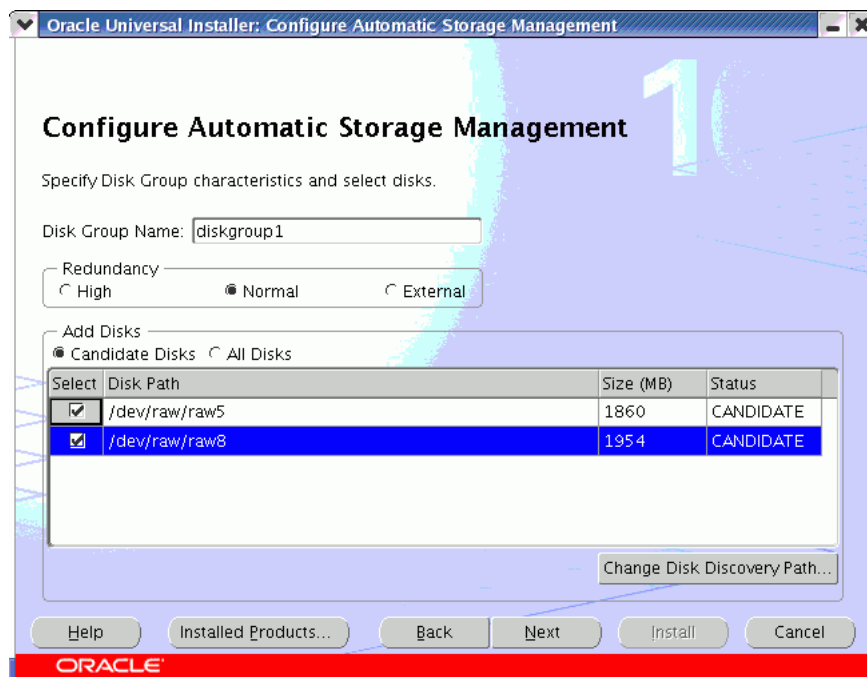 Oracle Universal Installer: Configure Automatic Storage Management
10
Configure Automatic Storage Management
Specify Disk Group characteristics and select disks.
Disk Group Name: diskgroup1
Redundancy
High Normal External
Add Disks
Candidate Disks All Disks
Select Disk Path Size (MB) Status
/dev/raw/raw5 1860 CANDIDATE
/dev/raw/raw8 1954 CANDIDATE
Change Disk Discovery Path...
Help Installed Products... Back Next Install Cancel
ORACLE